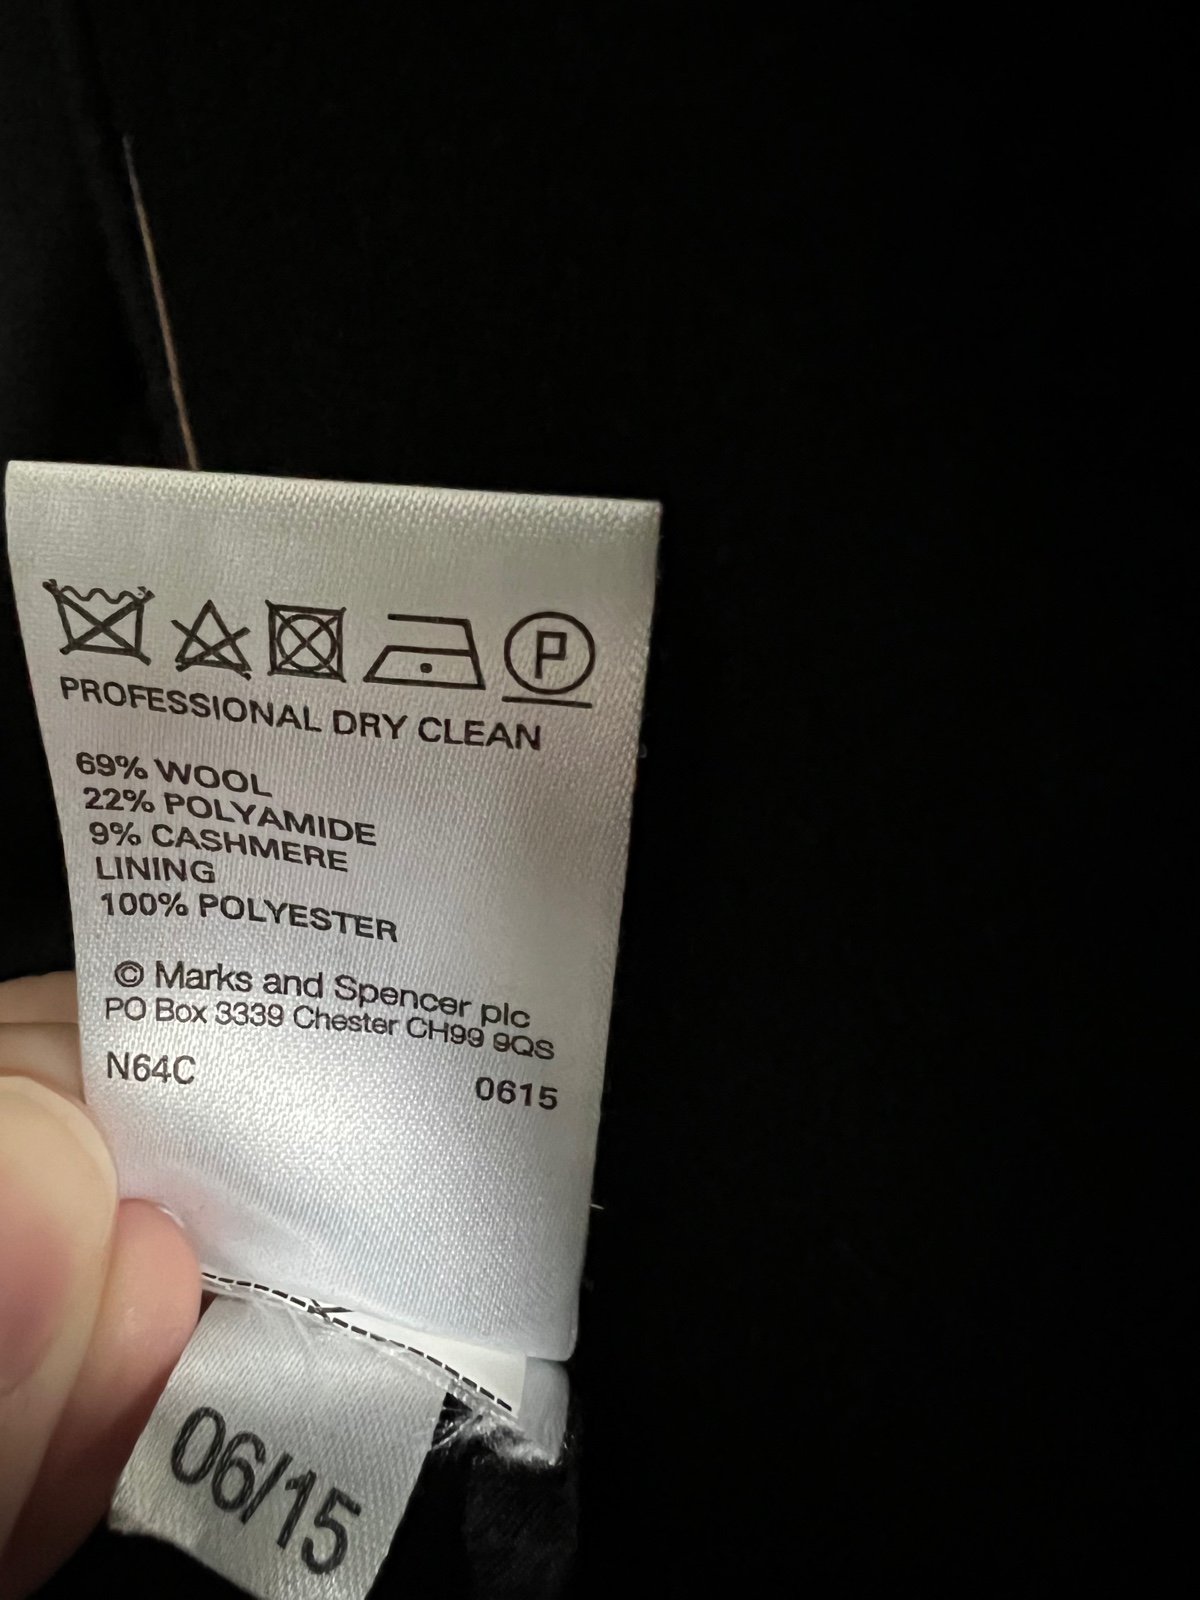 P
PROFESSIONAL DRY CLEAN
69% WOOL
22% POLYAMIDE
9% CASHMERE
LINING
100% POLYESTER
© Marks and Spencer plc
PO Box 3339 Chester CH99 9QS
N64C 0615
06/15